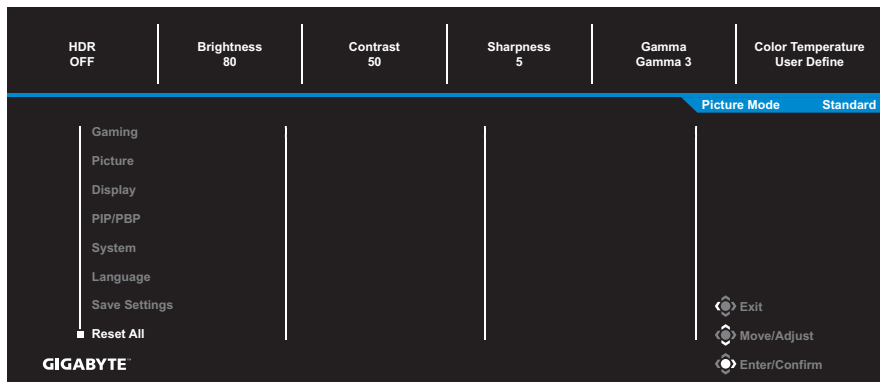 HDR
OFF
Brightness
80
Contrast
50
Sharpness
5
Gamma
Gamma 3
Color Temperature
User Define
Picture Mode Standard
Gaming
Picture
Display
PIP/PBP
System
Language
Save Settings
Reset All
Exit
Move/Adjust
Enter/Confirm
GIGABYTE™